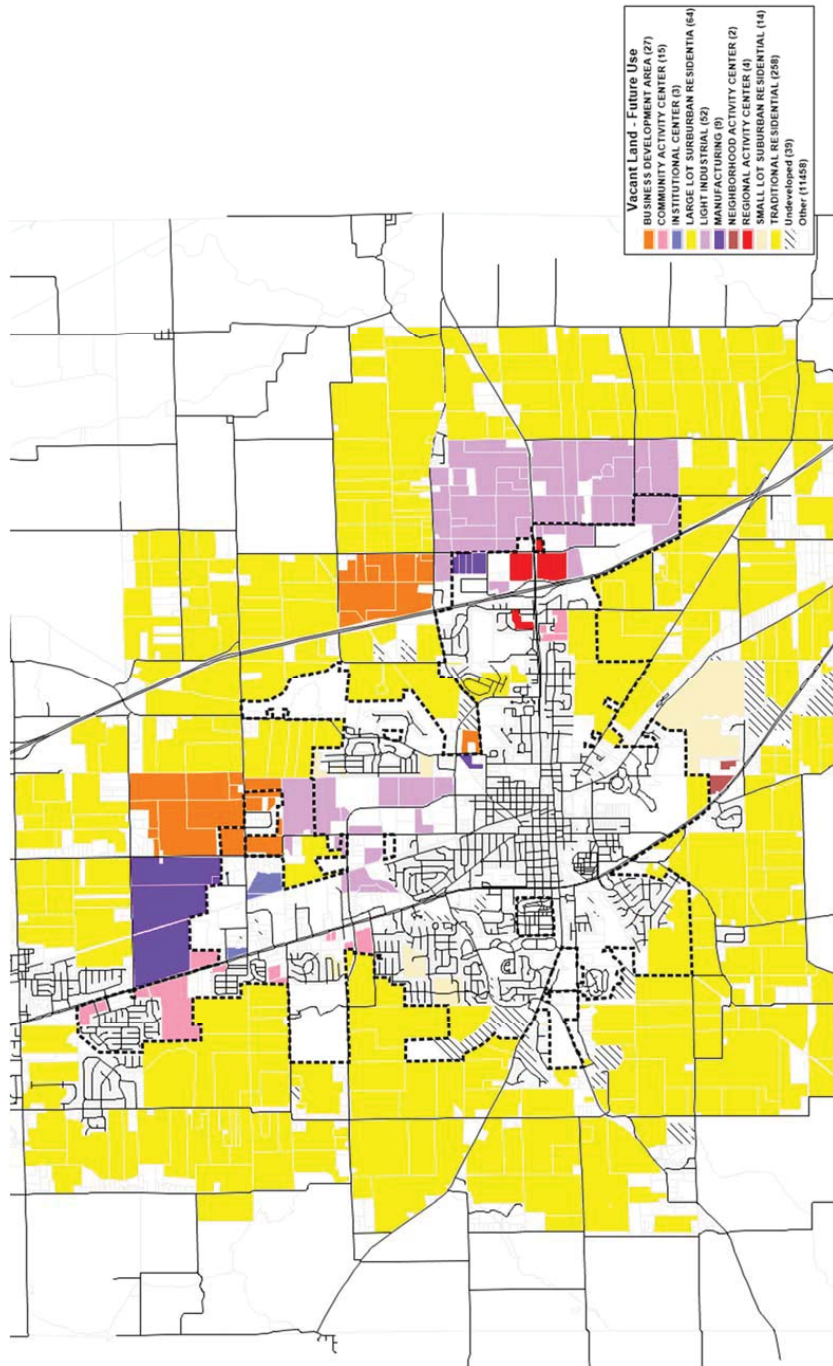 Vacant Land - Future Use
BUSINESS DEVELOPMENT AREA (27)
COMMUNITY ACTIVITY CENTER (15)
INSTITUTIONAL CENTER (3)
LARGE LOT SURBURBAN RESIDENTIA (64)
LIGHT INDUSTRIAL (52)
MANUFACTURING (9)
NEIGHBORHOOD ACTIVITY CENTER (2)
REGIONAL ACTIVITY CENTER (4)
SMALL LOT SUBURBAN RESIDENTIAL (14)
TRADITIONAL RESIDENTIAL (258)
Undeveloped (39)
Other (11458)